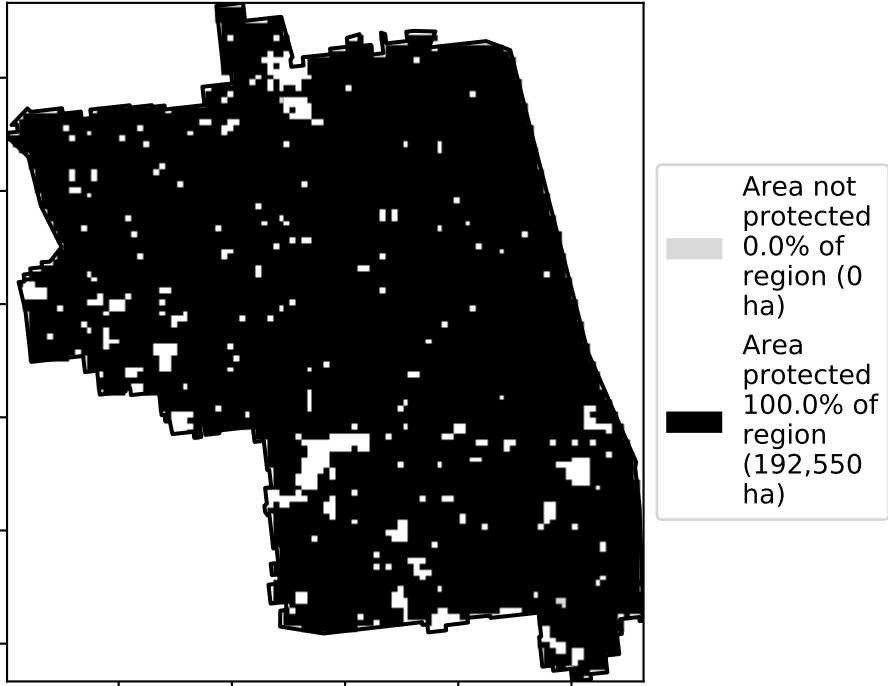 Area not
protected
0.0% of
region (0
ha)
Area
protected
100.0% of
region
(192,550
ha)